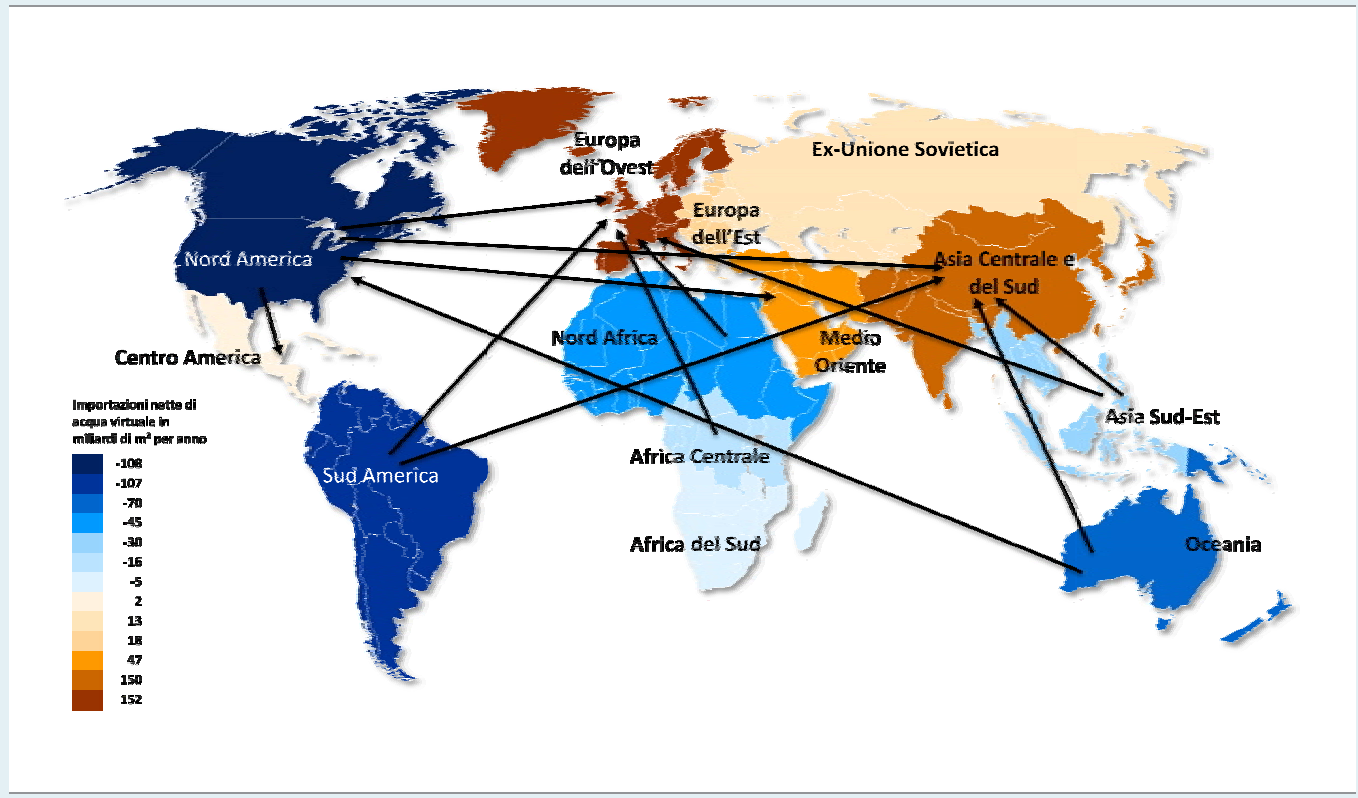 Europa
dell'Ovest
Ex-Unione Sovietica
Europa
dell'Est
Nord America
Asia Centrale e
del Sud
Centro America
Nord Africa
Medio
Oriente
Importazioni nette di
acqua virtuale in
miliardi di m³ per anno
Asia Sud-Est
Africa Centrale
Sud America
Africa del Sud
Oceania
-108
-107
-70
-45
-30
-16
-5
2
13
18
47
150
152